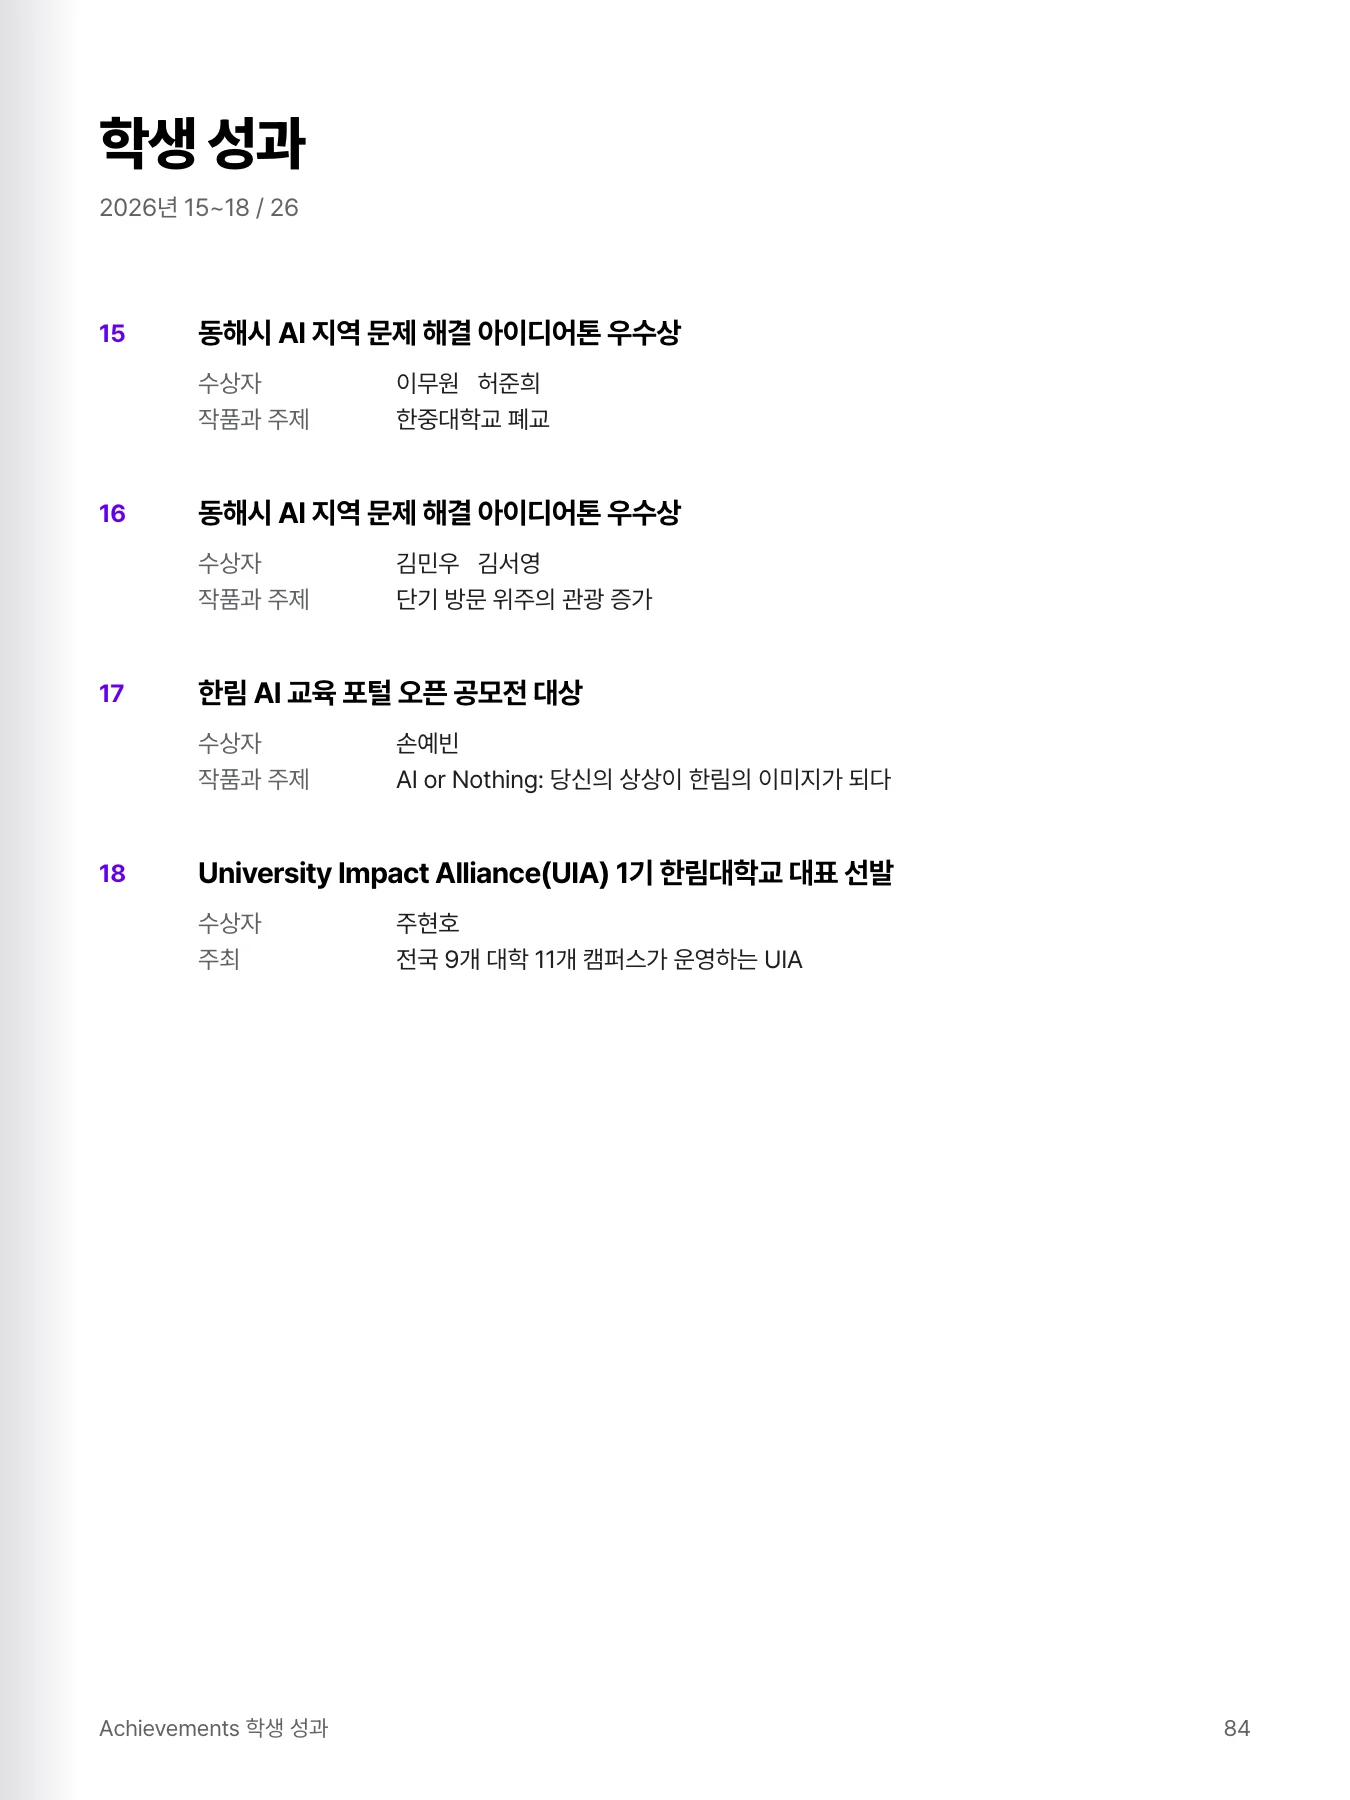 학생 성과
2026년 15~18 / 26
15 동해시 AI 지역 문제 해결 아이디어톤 우수상
수상자 이무원 허준희
작품과 주제 한중대학교 폐교
16 동해시 AI 지역 문제 해결 아이디어톤 우수상
수상자 김민우 김서영
작품과 주제 단기 방문 위주의 관광 증가
17 한림 AI 교육 포털 오픈 공모전 대상
수상자 손예빈
작품과 주제 AI or Nothing: 당신의 상상이 한림의 이미지가 되다
18 University Impact Alliance(UIA) 1기 한림대학교 대표 선발
수상자 주현호
주최 전국 9개 대학 11개 캠퍼스가 운영하는 UIA
Achievements 학생 성과 84